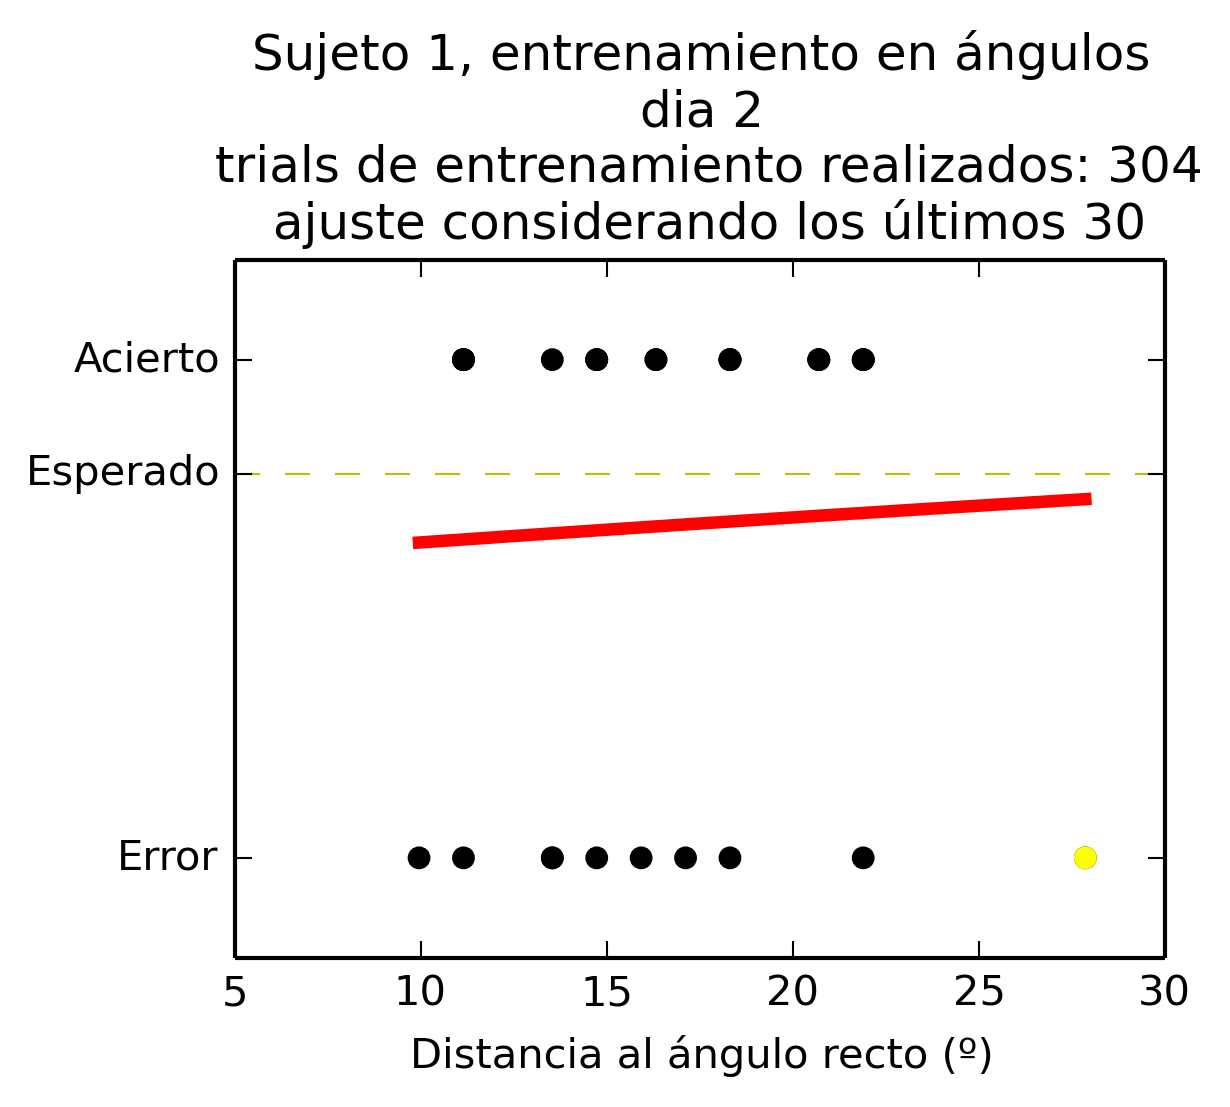 Sujeto 1, entrenamiento en ángulos
dia 2
trials de entrenamiento realizados: 304
ajuste considerando los últimos 30
Acierto
Esperado
Error
5 10 15 20 25 30
Distancia al ángulo recto (º)